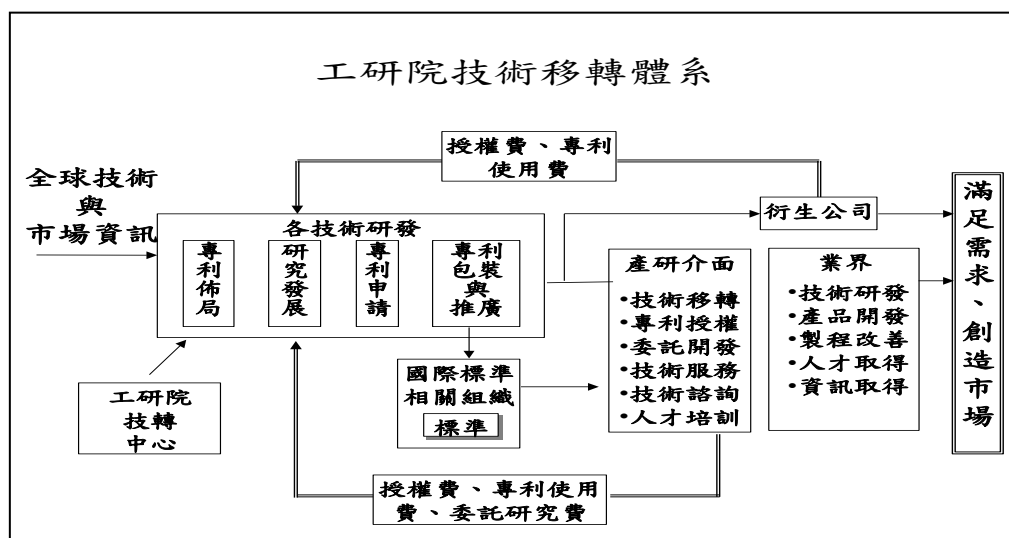 工研院技術移轉體系
授權費、專利
使用費
全球技術
與
市場資訊
各技術研發
專利佈局
研究發展
專利申請
專利
包裝
與
推廣
衍生公司
滿足需求、創造市場
產研介面
•技術移轉
•專利授權
•委託開發
•技術服務
•技術諮詢
•人才培訓
業界
•技術研發
•產品開發
•製程改善
•人才取得
•資訊取得
國際標準
相關組織
標準
工研院
技轉
中心
授權費、專利使用
費、委託研究費